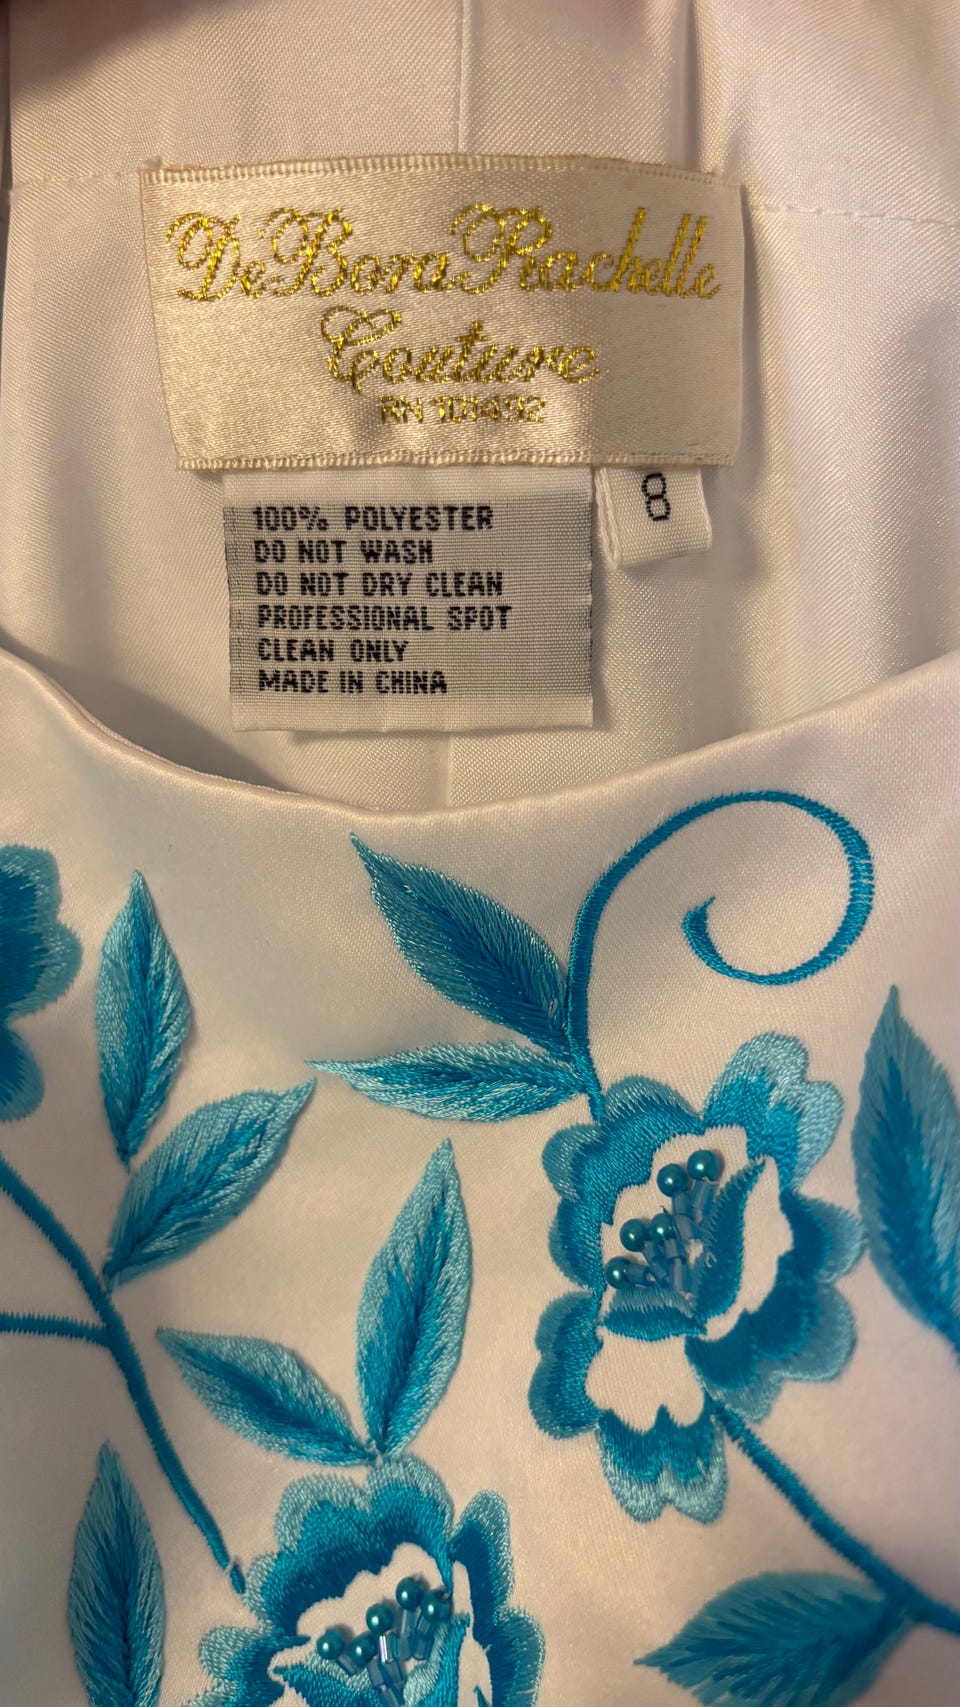 DeBora Rachelle
Couture
RN 101492
8
100% POLYESTER
DO NOT WASH
DO NOT DRY CLEAN
PROFESSIONAL SPOT
CLEAN ONLY
MADE IN CHINA